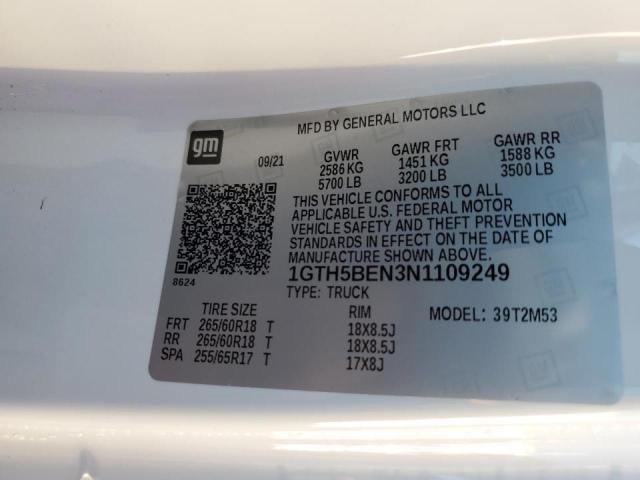 MFD BY GENERAL MOTORS LLC
gm
09/21
GVWR GAWR FRT GAWR RR
2586 KG 1451 KG 1588 KG
5700 LB 3200 LB 3500 LB
THIS VEHICLE CONFORMS TO ALL
APPLICABLE U.S. FEDERAL MOTOR
VEHICLE SAFETY AND THEFT PREVENTION
STANDARDS IN EFFECT ON THE DATE OF
MANUFACTURE SHOWN ABOVE.
8624
1GTH5BEN3N1109249
TYPE: TRUCK
TIRE SIZE RIM MODEL: 39T2M53
FRT 265/60R18 T 18X8.5J
RR 265/60R18 T 18X8.5J
SPA 255/65R17 T 17X8J